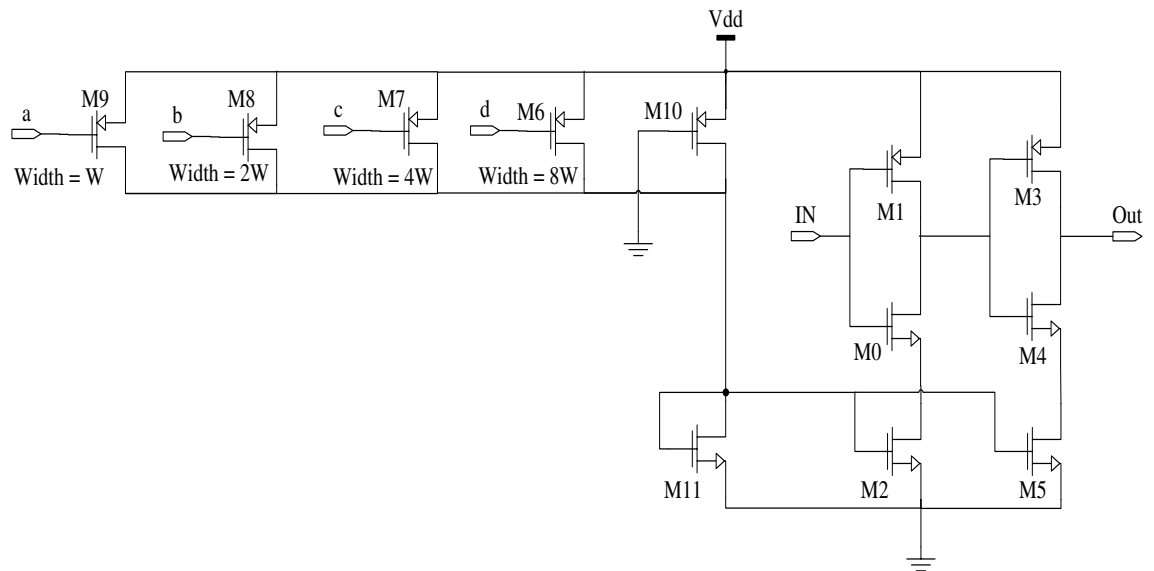 Vdd
a
M9
b
M8
c
M7
d
M6
M10
Width = W
Width = 2W
Width = 4W
Width = 8W
IN
M1
M3
Out
M0
M4
M11
M2
M5